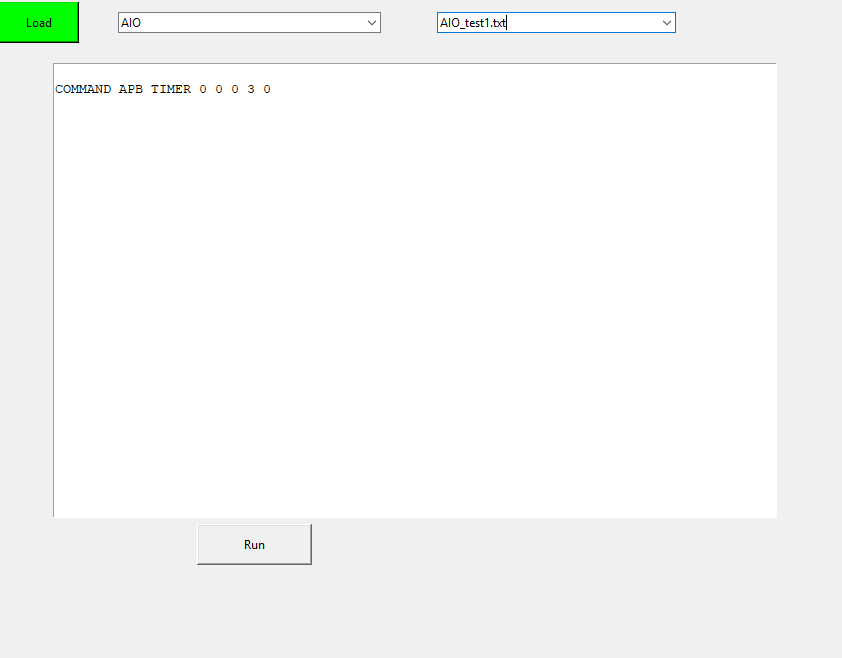 Load
AIO
AIO_test1.txt
COMMAND APB TIMER 0 0 0 3 0
Run